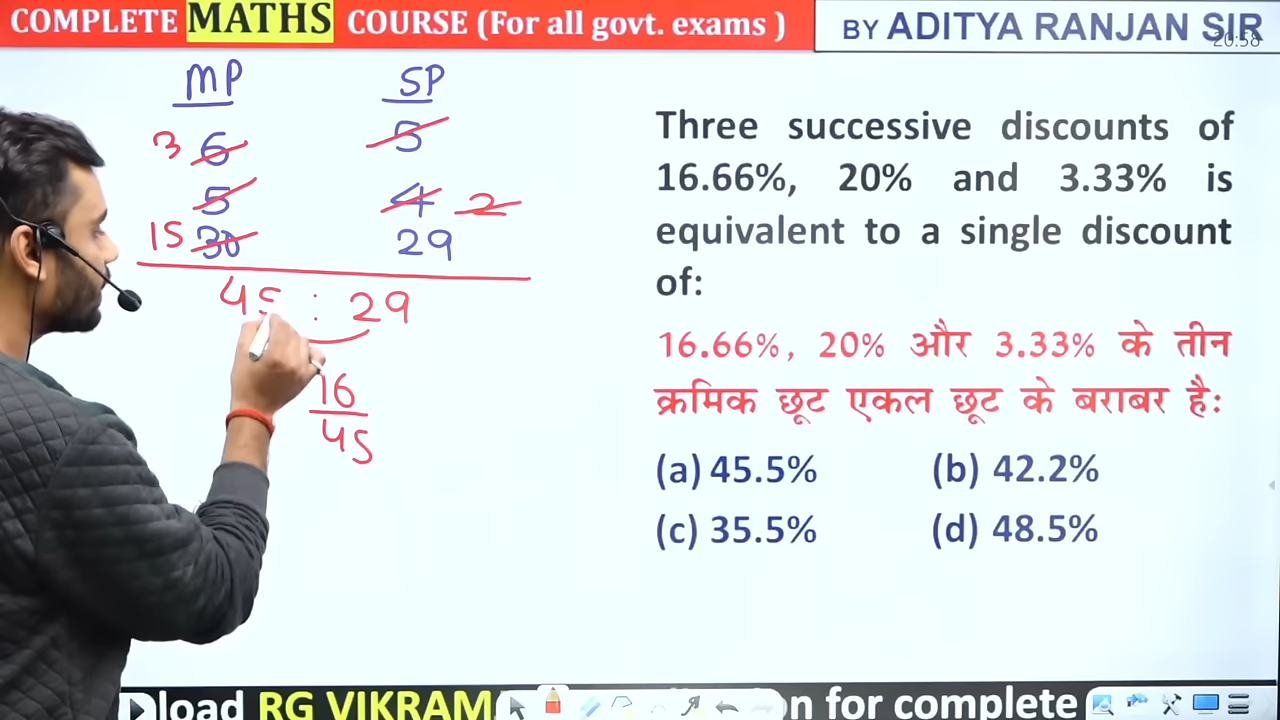 COMPLETE MATHS COURSE (For all govt. exams )
BY ADITYA RANJAN SIR
20:58
MP SP
3 6 5
5 4 2
15 30 29
45 : 29
16
45
Three successive discounts of
16.66%, 20% and 3.33% is
equivalent to a single discount
of:
16.66%, 20% और 3.33% के तीन
क्रमिक छूट एकल छूट के बराबर है:
(a) 45.5% (b) 42.2%
(c) 35.5% (d) 48.5%
load RG VIKRAM n for complete